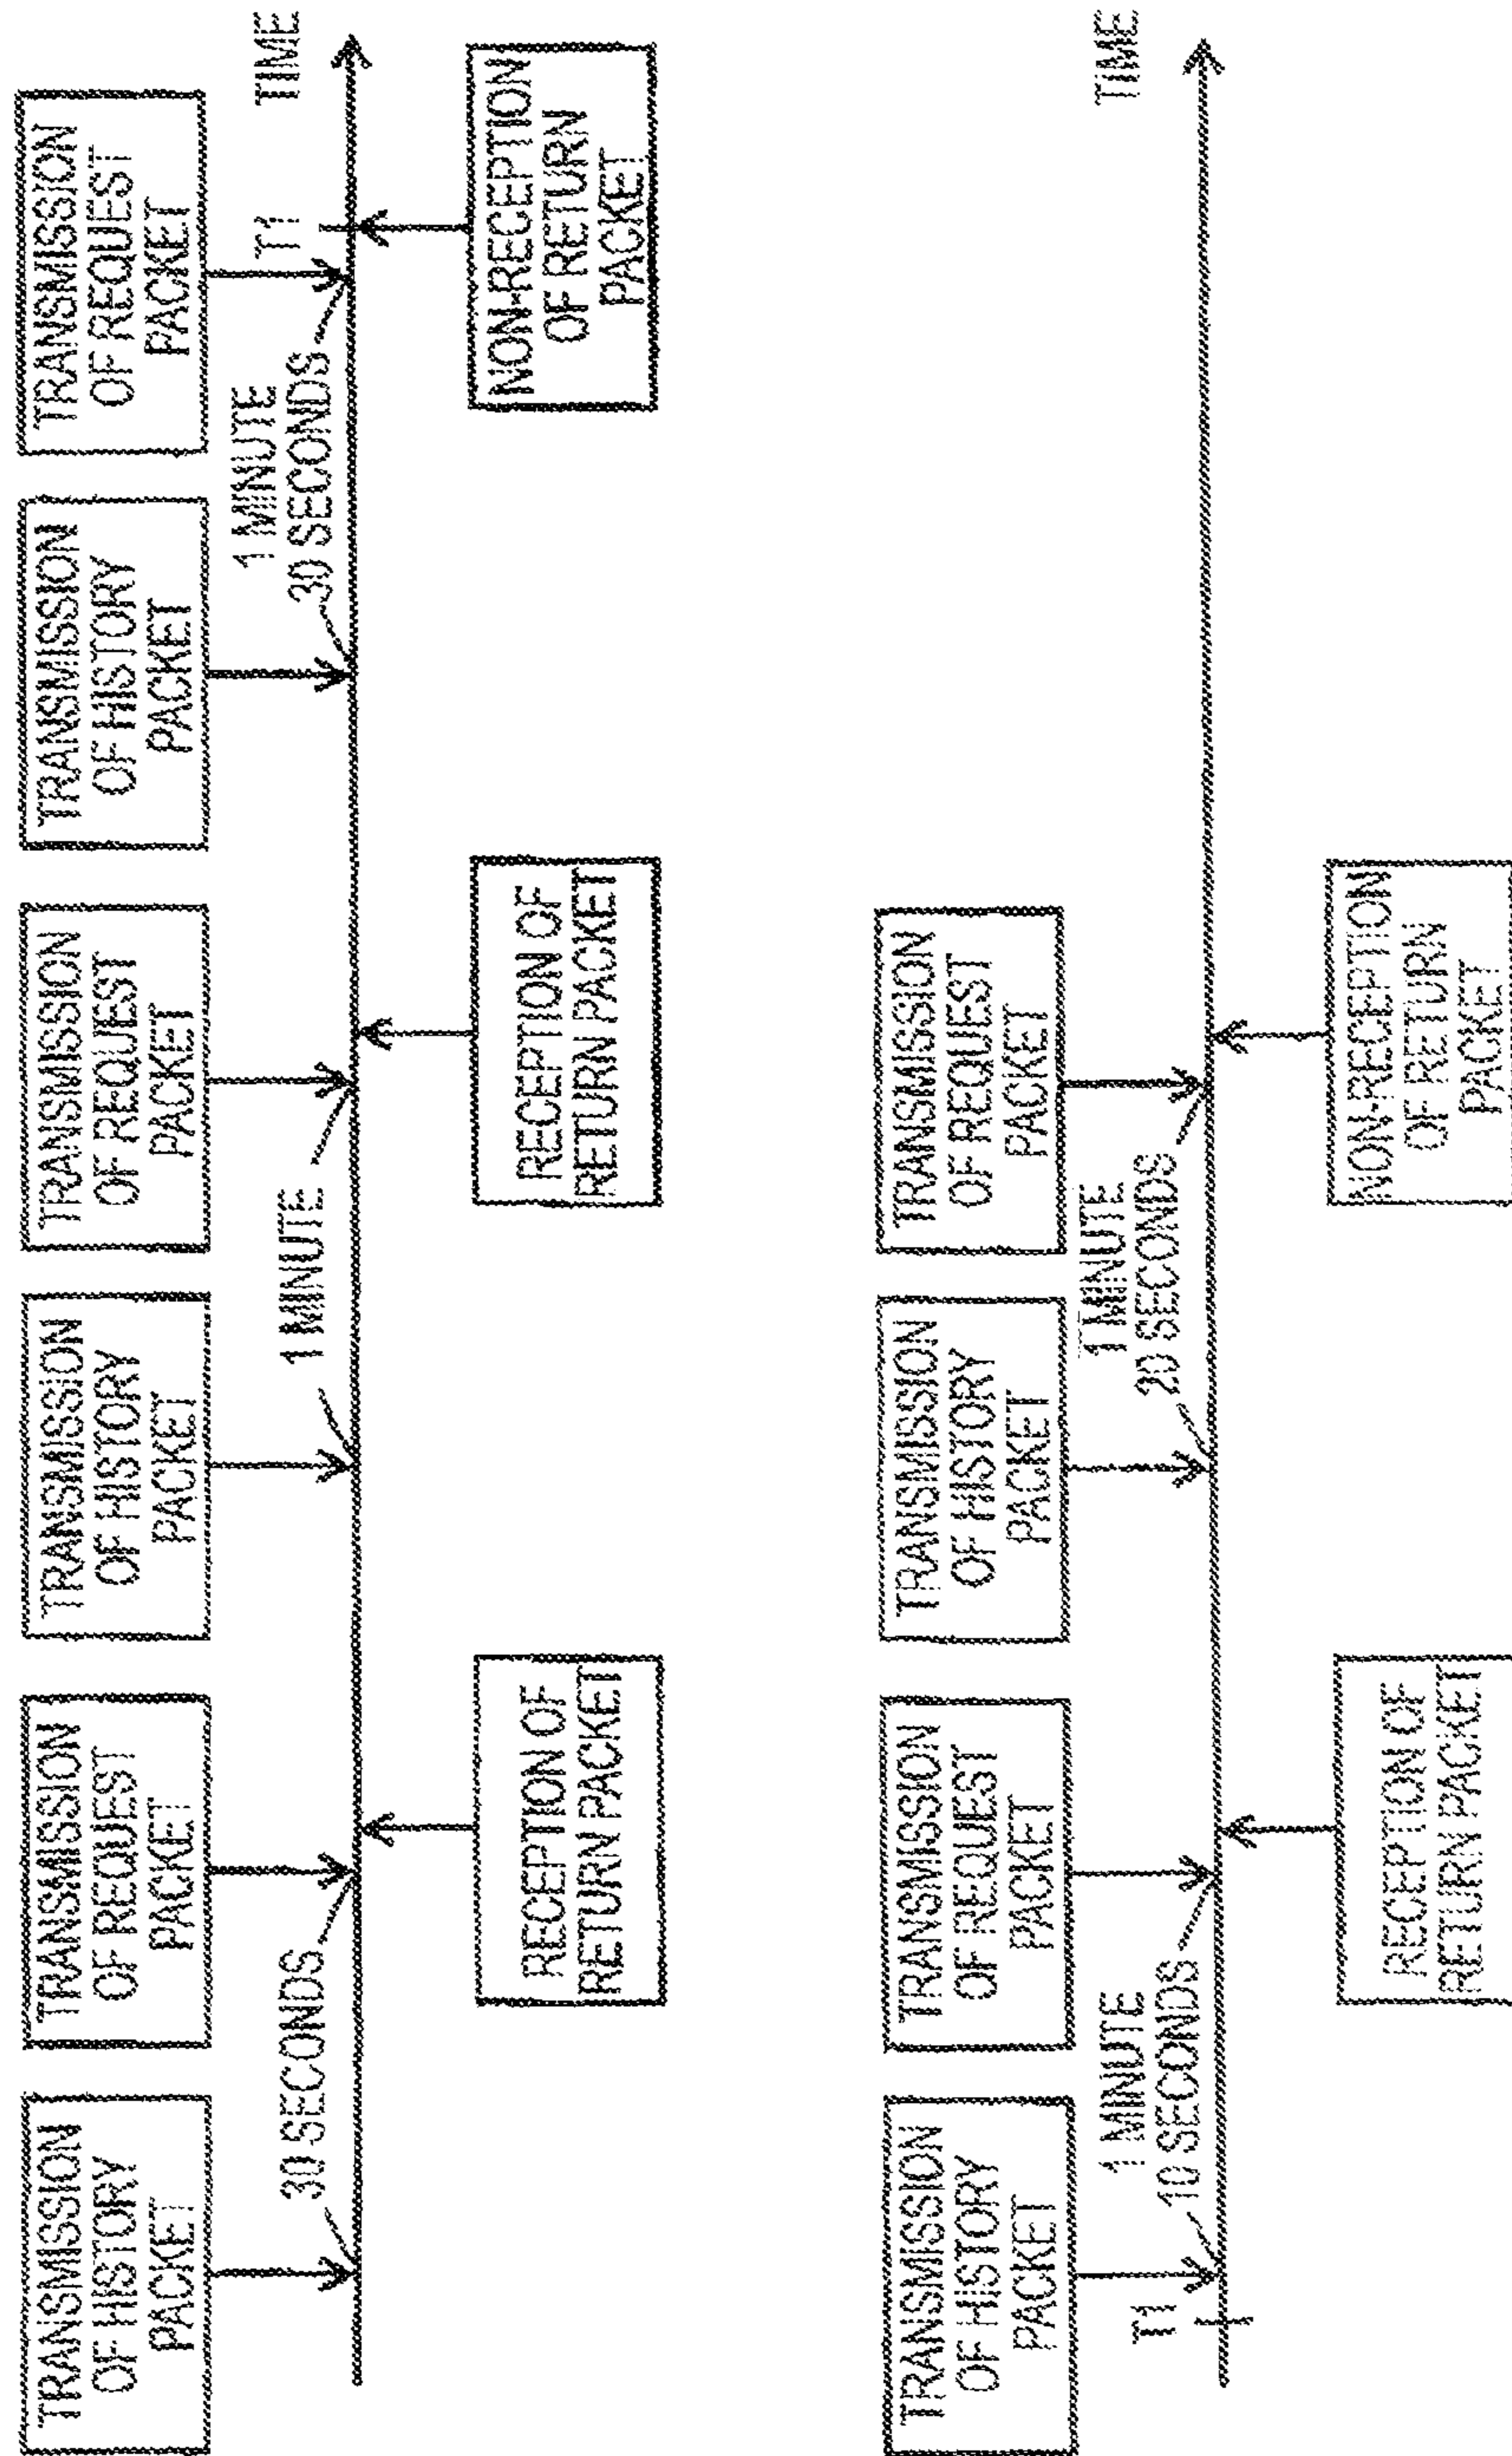 TRANSMISSION
OF HISTORY
PACKET
TRANSMISSION
OF REQUEST
PACKET
TRANSMISSION
OF HISTORY
PACKET
TRANSMISSION
OF REQUEST
PACKET
TRANSMISSION
OF HISTORY
PACKET
TRANSMISSION
OF REQUEST
PACKET
30 SECONDS
1 MINUTE
1 MINUTE
30 SECONDS
T1
TIME
RECEPTION OF
RETURN PACKET
RECEPTION OF
RETURN PACKET
NON-RECEPTION
OF RETURN
PACKET
TRANSMISSION
OF HISTORY
PACKET
TRANSMISSION
OF REQUEST
PACKET
TRANSMISSION
OF HISTORY
PACKET
TRANSMISSION
OF REQUEST
PACKET
T1
1 MINUTE
10 SECONDS
1 MINUTE
20 SECONDS
TIME
RECEPTION OF
RETURN PACKET
NON-RECEPTION
OF RETURN
PACKET